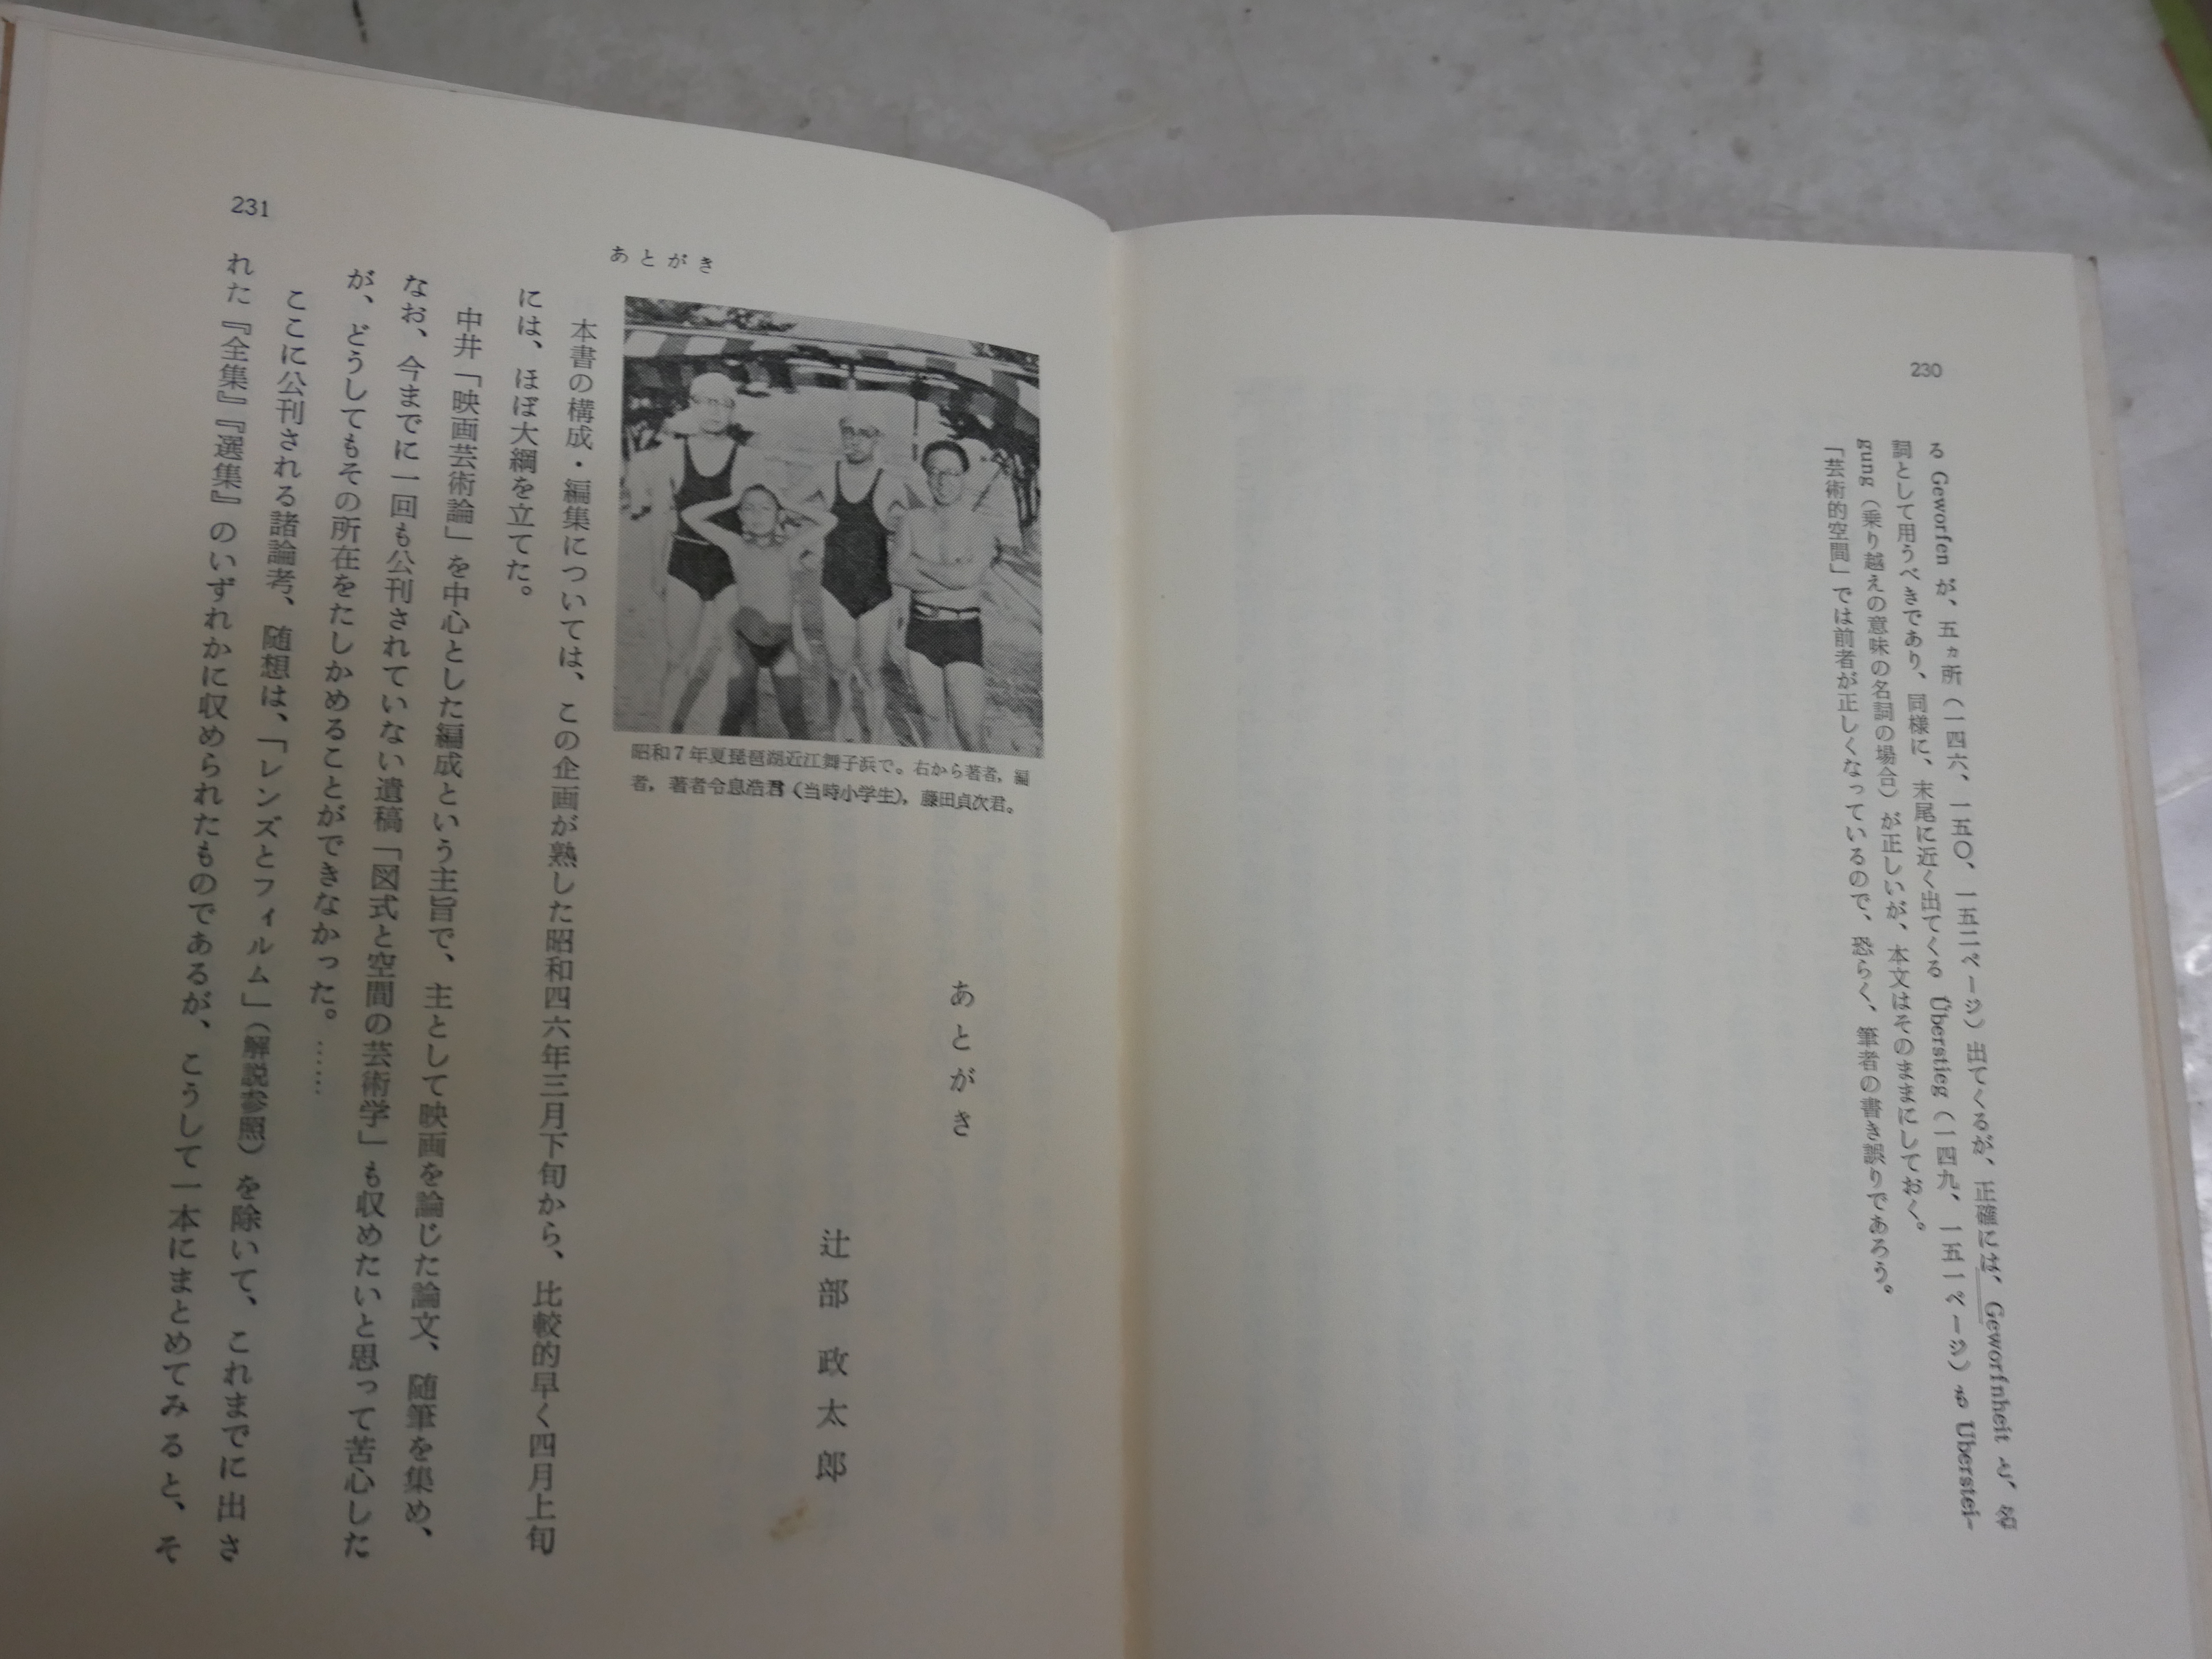 230
る Geworfen が、五ヵ所（一四六、一五〇、一五二ページ）出てくるが、正確には、Geworfnheit と、名
詞として用うべきであり、同様に、末尾に近く出てくる Überstieg（一四九、一五一ページ）も Überstei-
gung（乗り越えの意味の名詞の場合）が正しいが、本文はそのままにしておく。
「芸術的空間」では前者が正しくなっているので、恐らく、筆者の書き誤りであろう。
あとがき
辻部政太郎
昭和7年夏琵琶湖近江舞子浜で。右から著者，編
者，著者令息浩君（当時小学生），藤田貞次君。
あとがき
本書の構成・編集については、この企画が熟した昭和四六年三月下旬から、比較的早く四月上旬
には、ほぼ大綱を立てた。
中井「映画芸術論」を中心とした編成という主旨で、主として映画を論じた論文、随筆を集め、
なお、今までに一回も公刊されていない遺稿「図式と空間の芸術学」も収めたいと思って苦心した
が、どうしてもその所在をたしかめることができなかった。……
ここに公刊される諸論考、随想は、「レンズとフィルム」（解説参照）を除いて、これまでに出さ
れた『全集』『選集』のいずれかに収められたものであるが、こうして一本にまとめてみると、そ
231